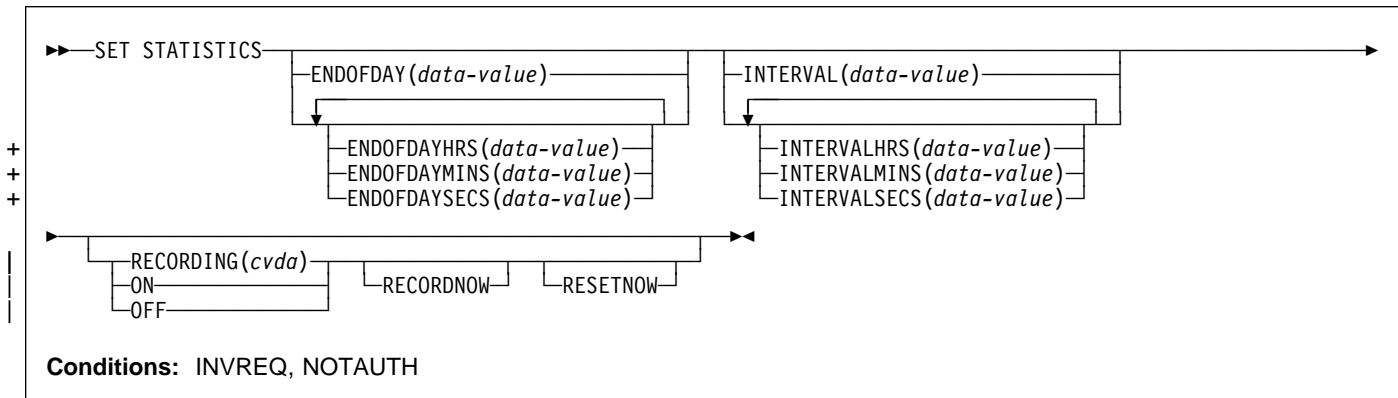 SET STATISTICS
ENDOFDAY(data-value) INTERVAL(data-value)
+ ENDOFDAYHRS(data-value) INTERVALHRS(data-value)
+ ENDOFDAYMINS(data-value) INTERVALMINS(data-value)
+ ENDOFDAYSECS(data-value) INTERVALSECS(data-value)
| RECORDING(cvda)
| ON RECORDNOW RESETNOW
| OFF
Conditions: INVREQ, NOTAUTH